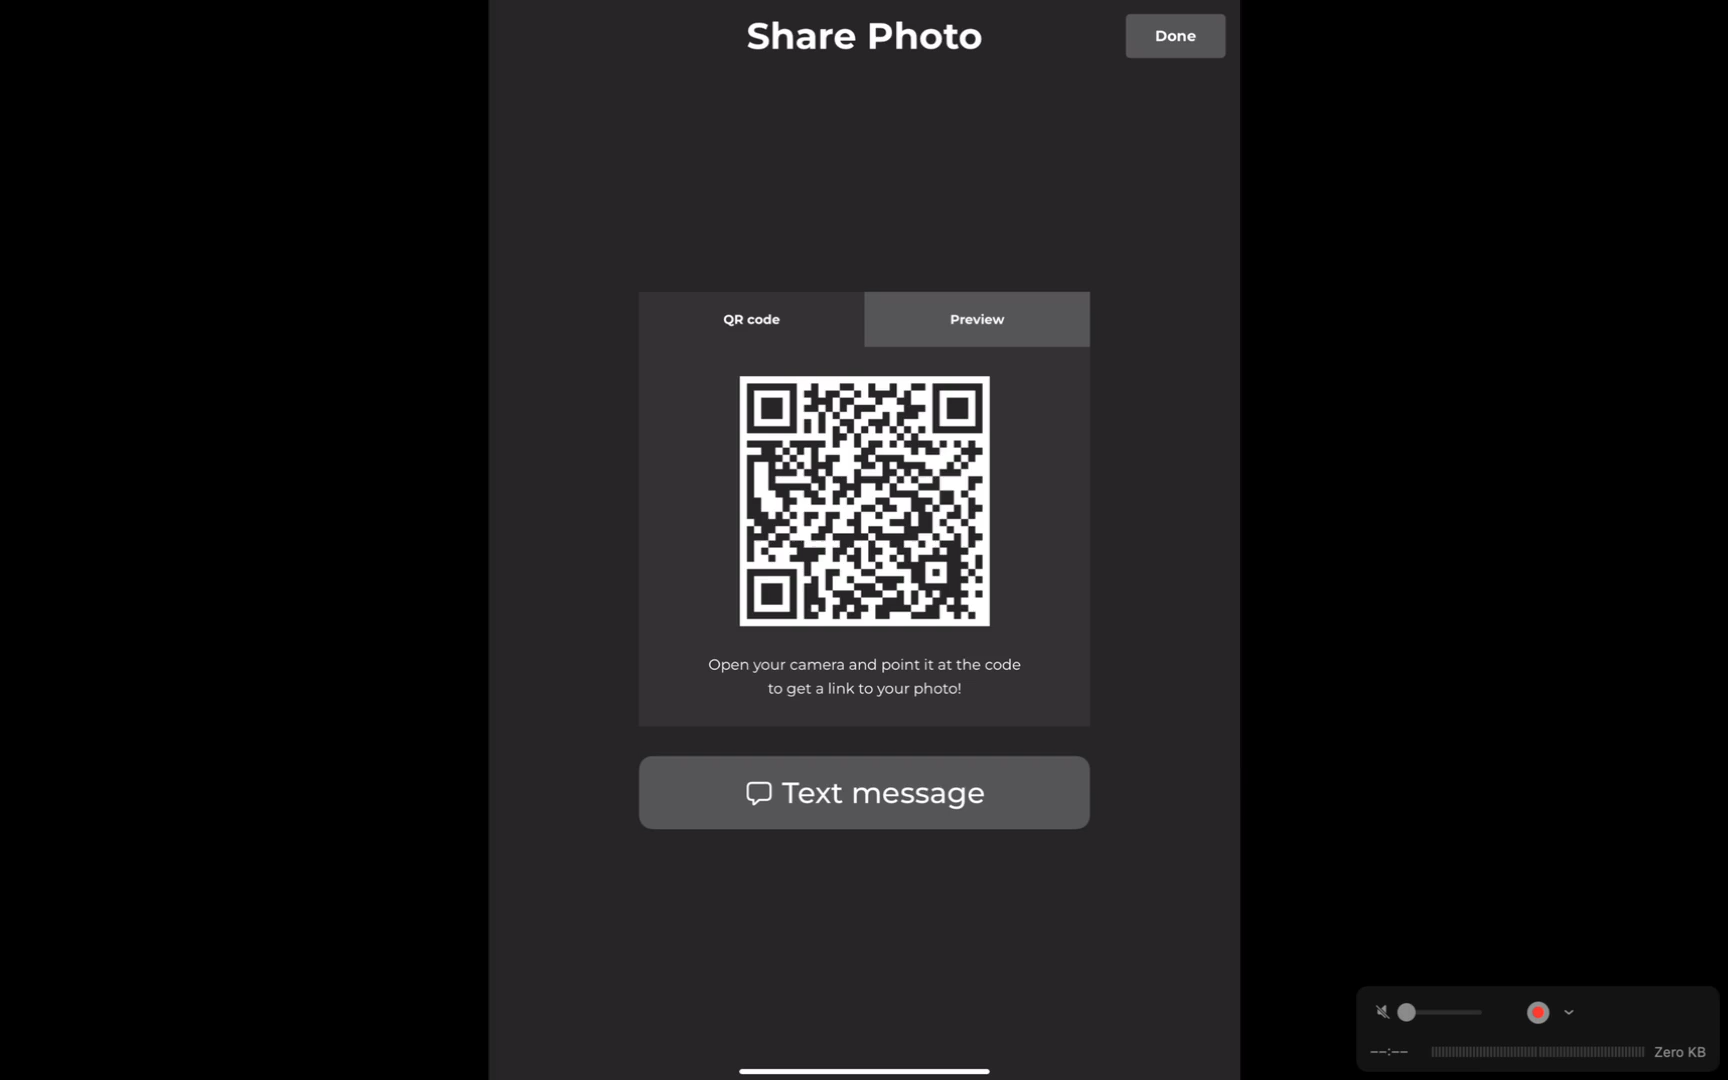 Share Photo
Done
QR code
Preview
Open your camera and point it at the code
to get a link to your photo!
Text message
--:--
Zero KB